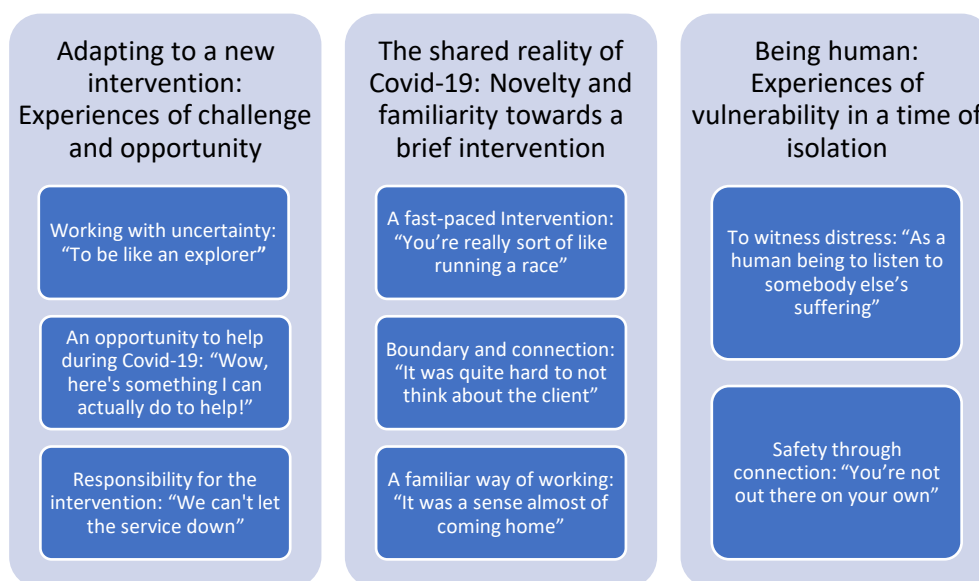 Adapting to a new
intervention:
Experiences of challenge
and opportunity
Working with uncertainty:
“To be like an explorer”
An opportunity to help
during Covid-19: “Wow,
here's something I can
actually do to help!”
Responsibility for the
intervention: “We can't let
the service down”
The shared reality of
Covid-19: Novelty and
familiarity towards a
brief intervention
A fast-paced Intervention:
“You’re really sort of like
running a race”
Boundary and connection:
“It was quite hard to not
think about the client”
A familiar way of working:
“It was a sense almost of
coming home”
Being human:
Experiences of
vulnerability in a time of
isolation
To witness distress: “As a
human being to listen to
somebody else’s
suffering”
Safety through
connection: “You’re not
out there on your own”